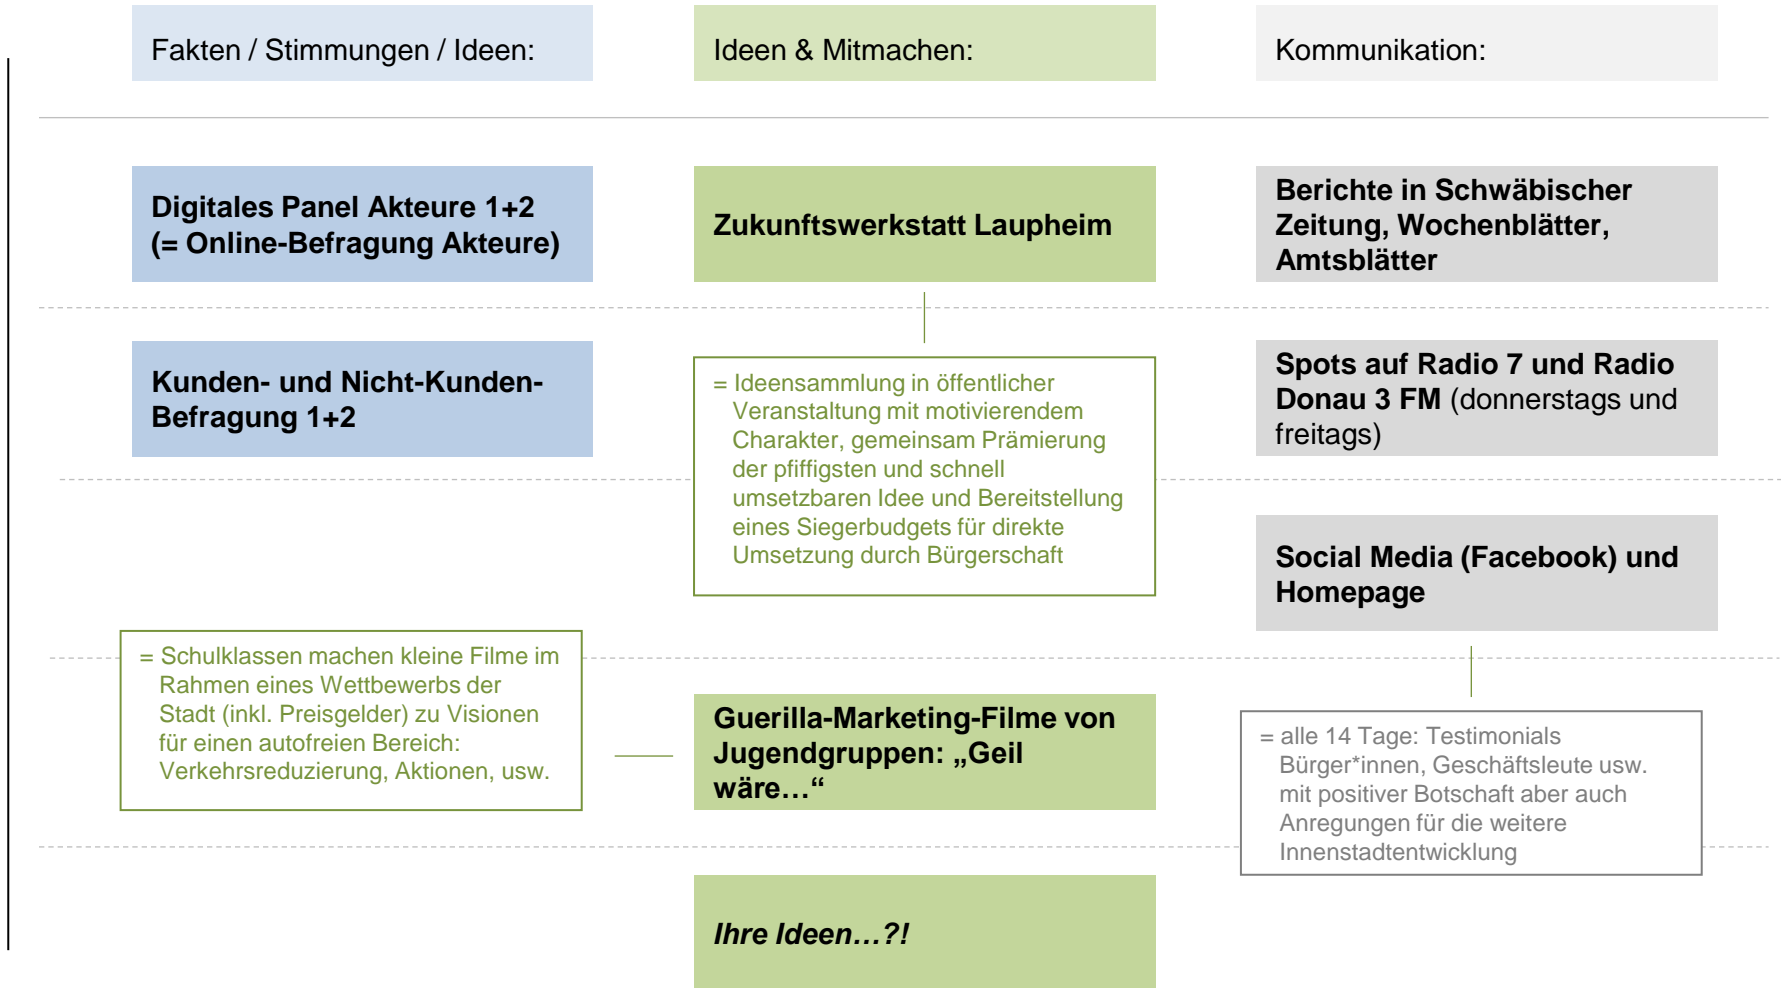 Fakten / Stimmungen / Ideen:
Ideen & Mitmachen:
Kommunikation:
Digitales Panel Akteure 1+2
(= Online-Befragung Akteure)
Zukunftswerkstatt Laupheim
Berichte in Schwäbischer
Zeitung, Wochenblätter,
Amtsblätter
Kunden- und Nicht-Kunden-
Befragung 1+2
= Ideensammlung in öffentlicher
Veranstaltung mit motivierendem
Charakter, gemeinsam Prämierung
der pfiffigsten und schnell
umsetzbaren Idee und Bereitstellung
eines Siegerbudgets für direkte
Umsetzung durch Bürgerschaft
Spots auf Radio 7 und Radio
Donau 3 FM (donnerstags und
freitags)
Social Media (Facebook) und
Homepage
= Schulklassen machen kleine Filme im
Rahmen eines Wettbewerbs der
Stadt (inkl. Preisgelder) zu Visionen
für einen autofreien Bereich:
Verkehrsreduzierung, Aktionen, usw.
Guerilla-Marketing-Filme von
Jugendgruppen: „Geil
wäre…“
= alle 14 Tage: Testimonials
Bürger*innen, Geschäftsleute usw.
mit positiver Botschaft aber auch
Anregungen für die weitere
Innenstadtentwicklung
Ihre Ideen…?!